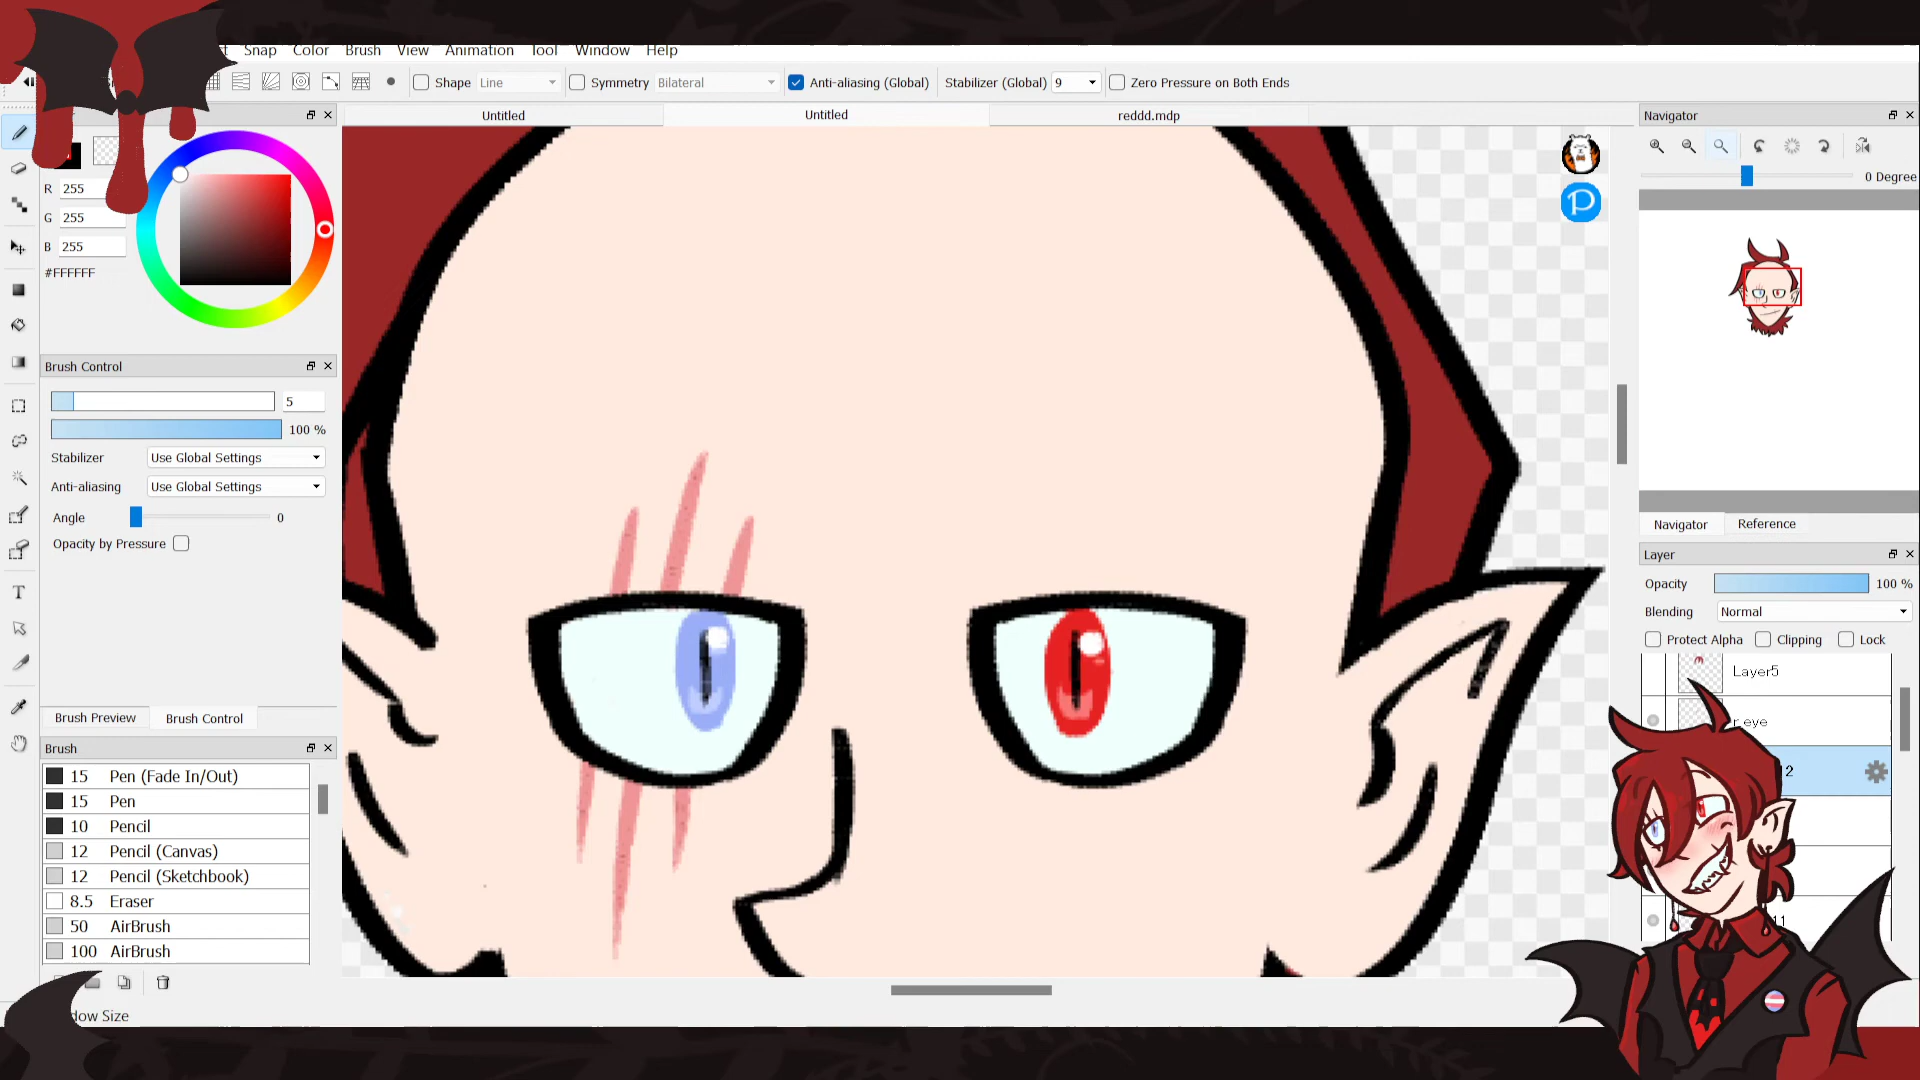 Snap Color Brush View Animation Tool Window Help
Shape Line Symmetry Bilateral Anti-aliasing (Global) Stabilizer (Global) 9 Zero Pressure on Both Ends
Untitled Untitled reddd.mdp
Navigator
0 Degree
R 255
G 255
B 255
#FFFFFF
Brush Control
5
100 %
Stabilizer Use Global Settings
Anti-aliasing Use Global Settings
Angle 0
Opacity by Pressure
Brush Preview Brush Control
Brush
15 Pen (Fade In/Out)
15 Pen
10 Pencil
12 Pencil (Canvas)
12 Pencil (Sketchbook)
8.5 Eraser
50 AirBrush
100 AirBrush
Size
Navigator Reference
Layer
Opacity 100 %
Blending Normal
Protect Alpha Clipping Lock
Layer5
r eye
2
T
P